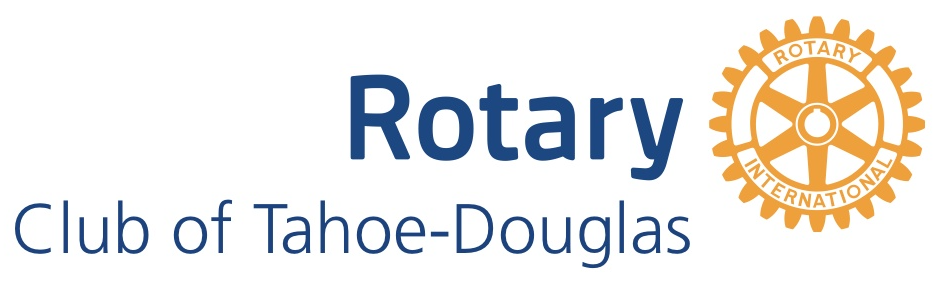 Rotary
Club of Tahoe-Douglas
ROTARY
INTERNATIONAL